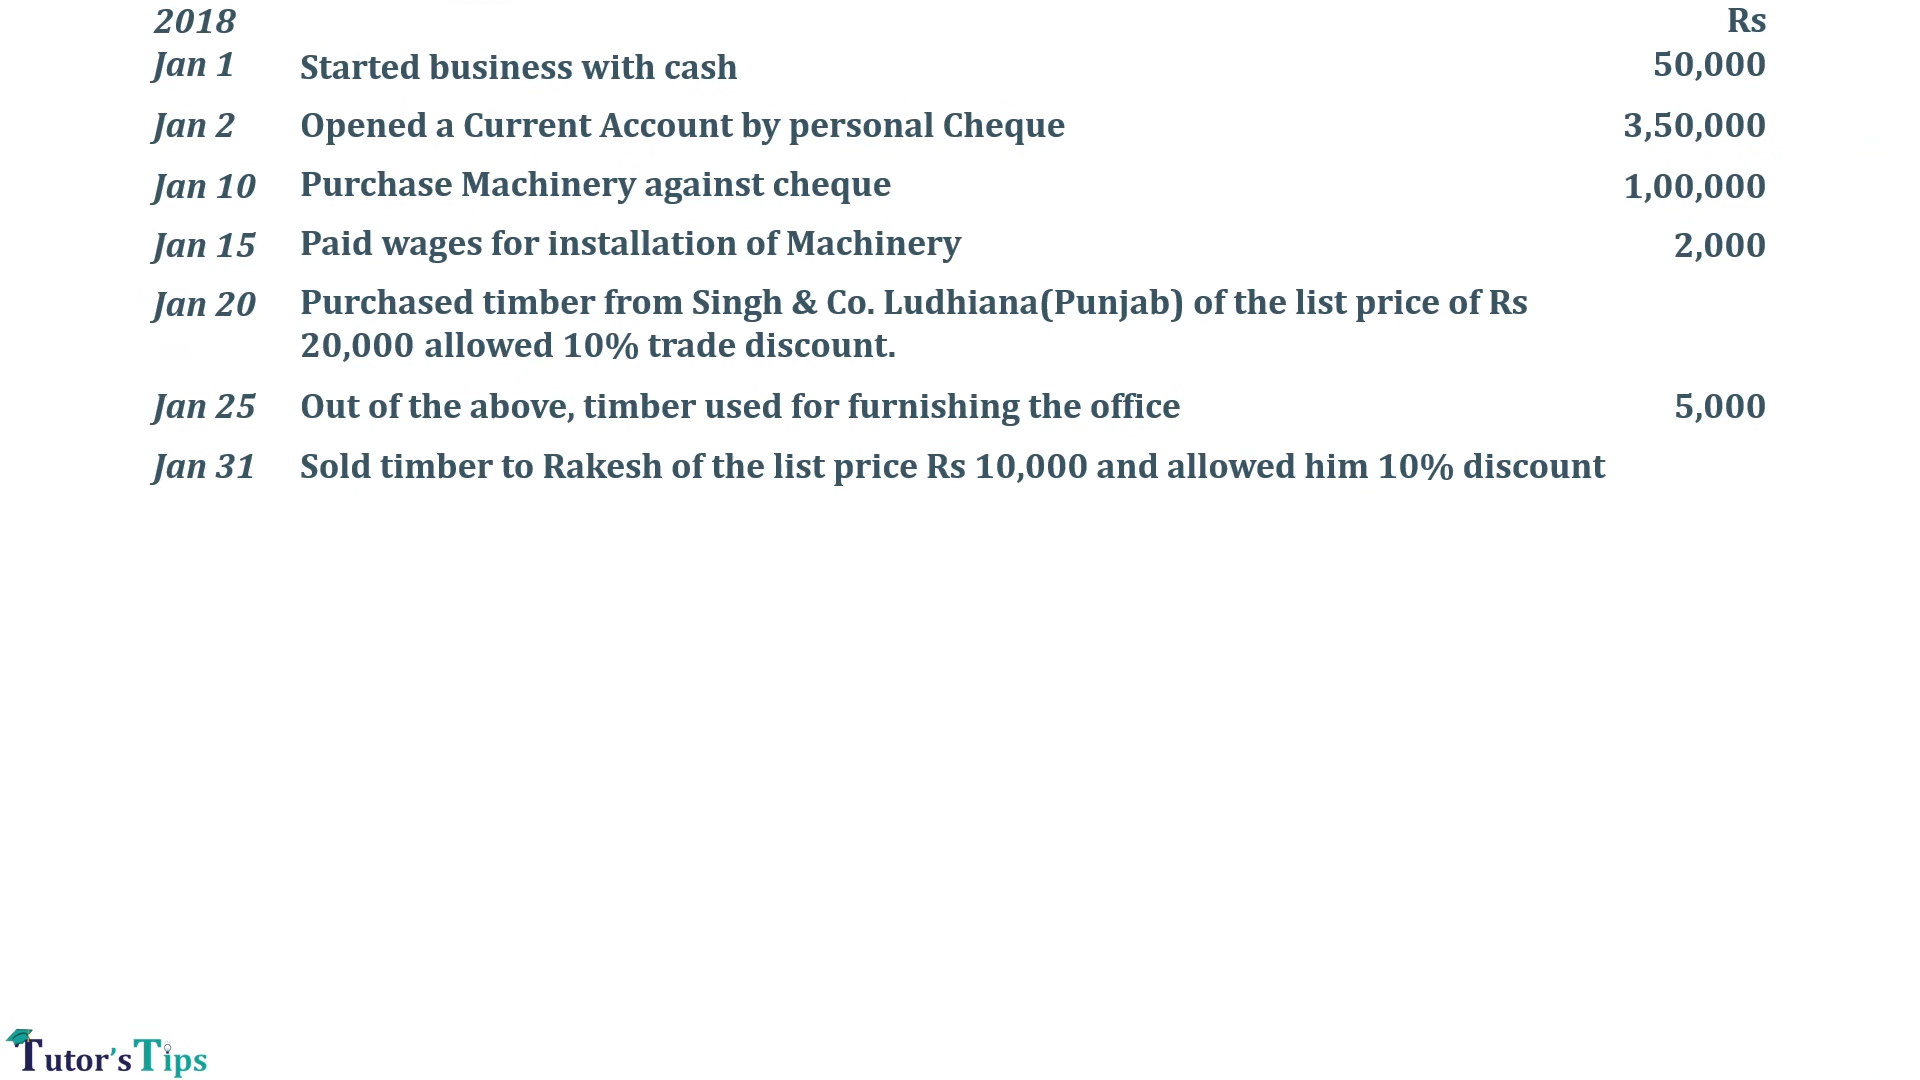 2018 Rs
Jan 1 Started business with cash 50,000
Jan 2 Opened a Current Account by personal Cheque 3,50,000
Jan 10 Purchase Machinery against cheque 1,00,000
Jan 15 Paid wages for installation of Machinery 2,000
Jan 20 Purchased timber from Singh & Co. Ludhiana(Punjab) of the list price of Rs
20,000 allowed 10% trade discount.
Jan 25 Out of the above, timber used for furnishing the office 5,000
Jan 31 Sold timber to Rakesh of the list price Rs 10,000 and allowed him 10% discount
Tutor'sTips